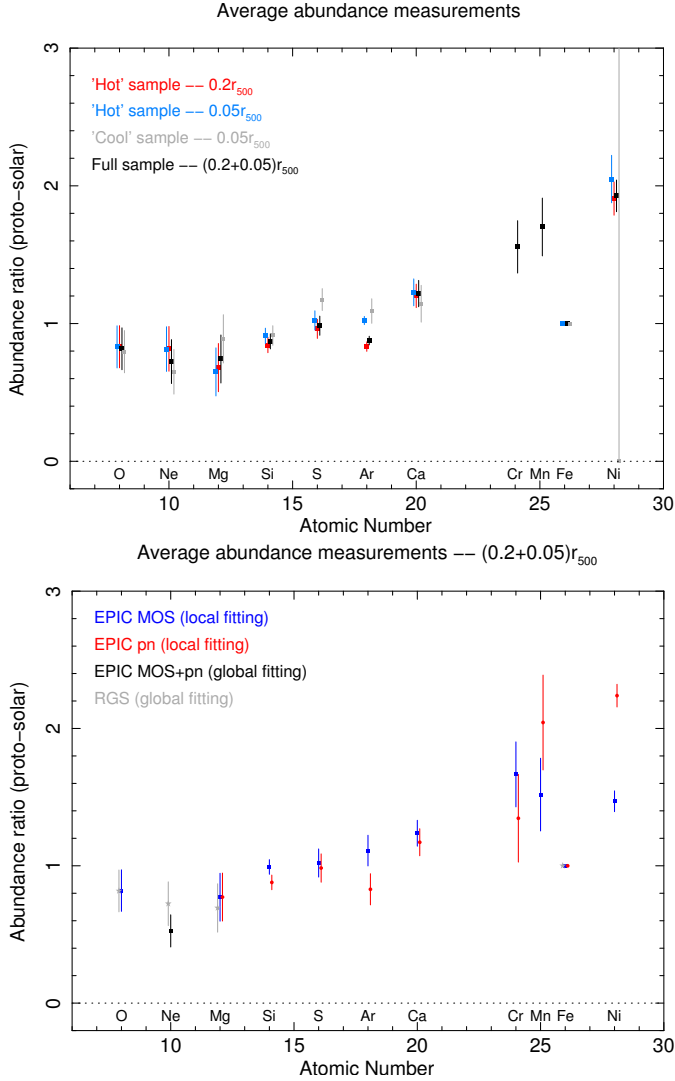 Average abundance measurements
3
'Hot' sample −− 0.2r500
'Hot' sample −− 0.05r500
'Cool' sample −− 0.05r500
Full sample −− (0.2+0.05)r500
2
Abundance ratio (proto−solar)
1
0
O Ne Mg Si S Ar Ca Cr Mn Fe Ni
10 15 20 25 30
Atomic Number
Average abundance measurements −− (0.2+0.05)r500
3
EPIC MOS (local fitting)
EPIC pn (local fitting)
EPIC MOS+pn (global fitting)
RGS (global fitting)
2
Abundance ratio (proto−solar)
1
0
O Ne Mg Si S Ar Ca Cr Mn Fe Ni
10 15 20 25 30
Atomic Number